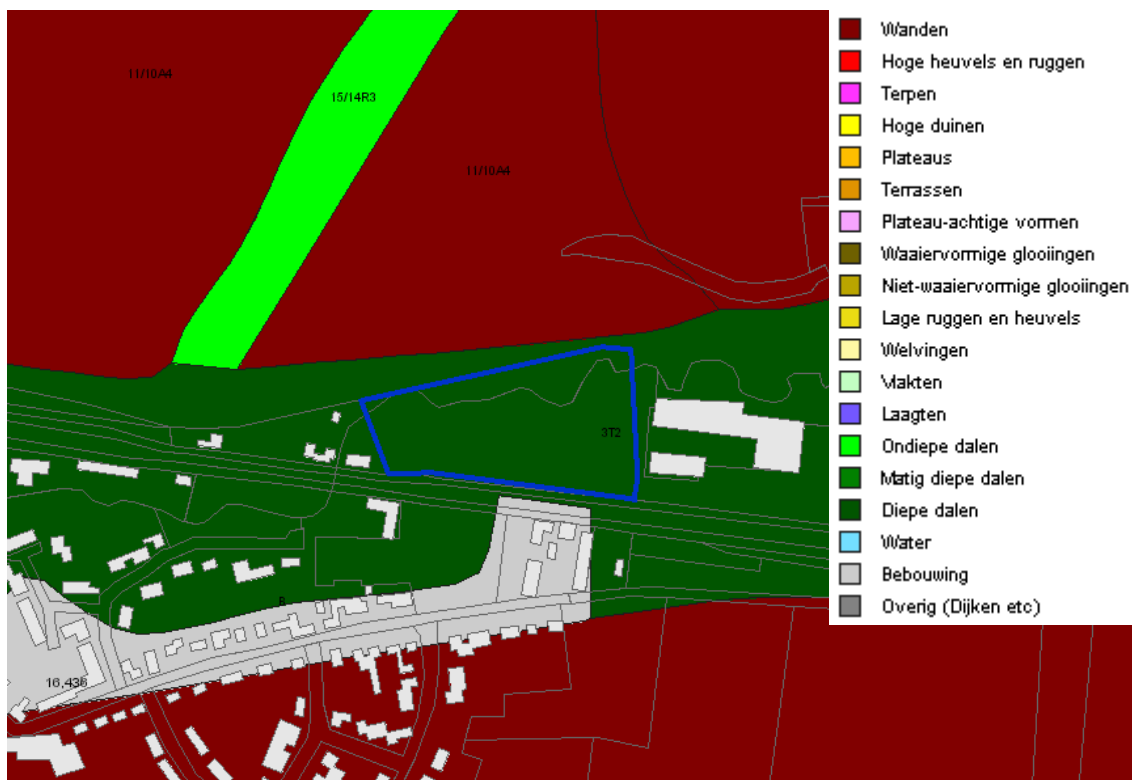 11/10A4
15/14R3
11/10A4
3T2
B
16,436
Wanden
Hoge heuvels en ruggen
Terpen
Hoge duinen
Plateaus
Terrassen
Plateau-achtige vormen
Waaiervormige glooiingen
Niet-waaiervormige glooiingen
Lage ruggen en heuvels
Welvingen
Vlakten
Laagten
Ondiepe dalen
Matig diepe dalen
Diepe dalen
Water
Bebouwing
Overig (Dijken etc)